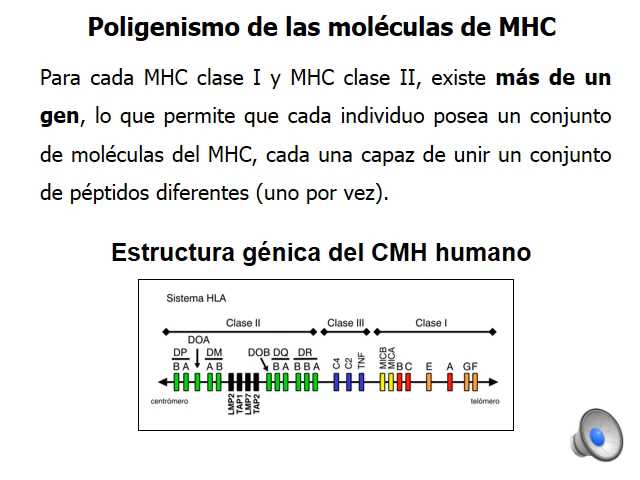 Poligenismo de las moléculas de MHC
Para cada MHC clase I y MHC clase II, existe más de un
gen, lo que permite que cada individuo posea un conjunto
de moléculas del MHC, cada una capaz de unir un conjunto
de péptidos diferentes (uno por vez).
Estructura génica del CMH humano
Sistema HLA
Clase II Clase III Clase I
DOA
DP DM DOB DQ DR
B A A B B A B B A C4 C2 TNF MICB MICA B C E A G F
centrómero LMP2 TAP1 LMP7 TAP2 telómero